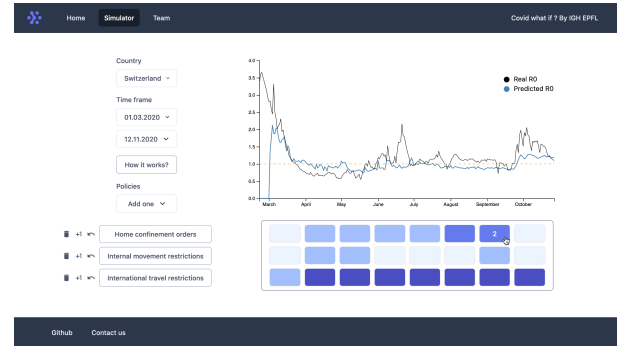 Home Simulator Team Covid what if ? By IGH EPFL
Country
Switzerland
Time frame
01.03.2020
12.11.2020
How it works?
Policies
Add one
4.0
3.5
3.0
2.5
2.0
1.5
1.0
0.5
0.0
March April May June July August September October
Real R0
Predicted R0
+1 Home confinement orders
2
+1 Internal movement restrictions
+1 International travel restrictions
Github Contact us